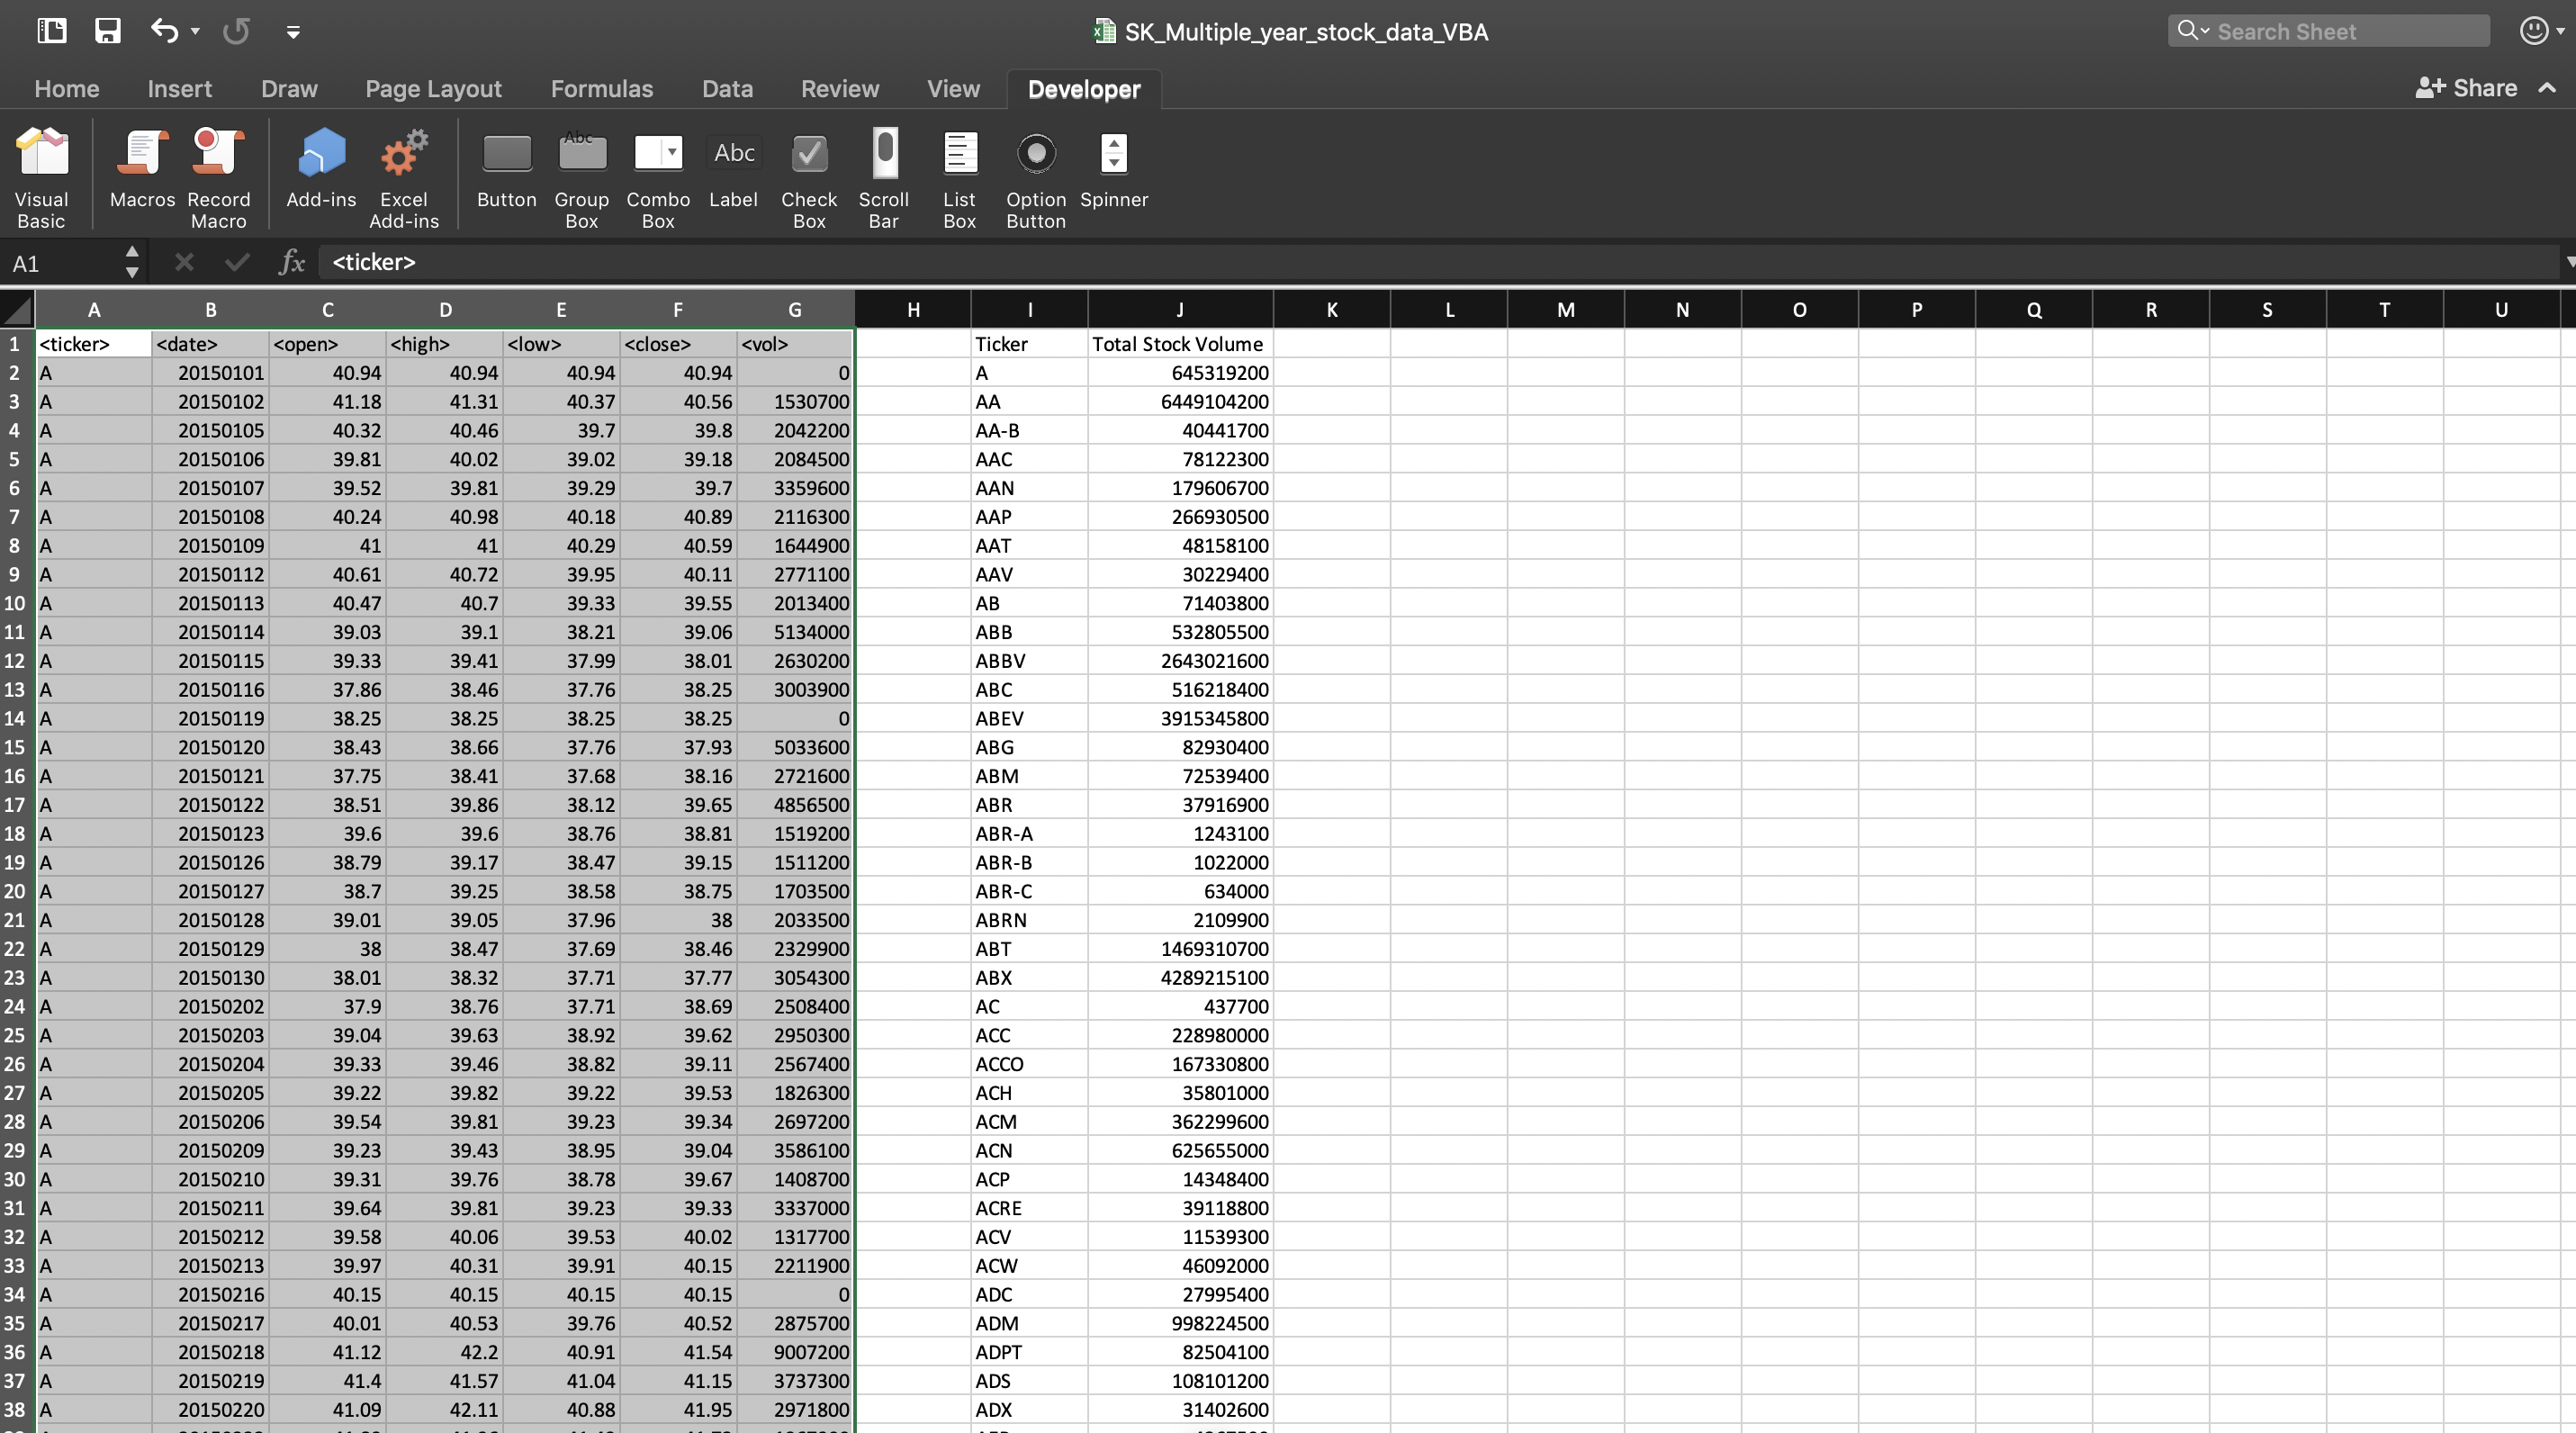 SK_Multiple_year_stock_data_VBA
Search Sheet
Home Insert Draw Page Layout Formulas Data Review View Developer Share
Visual Basic Macros Record Macro Add-ins Excel Add-ins Button Abc Group Box Combo Box Abc Label Check Box Scroll Bar List Box Option Button Spinner
A1 fx <ticker>
A B C D E F G H I J K L M N O P Q R S T U
1 <ticker> <date> <open> <high> <low> <close> <vol> Ticker Total Stock Volume
2 A 20150101 40.94 40.94 40.94 40.94 0 A 645319200
3 A 20150102 41.18 41.31 40.37 40.56 1530700 AA 6449104200
4 A 20150105 40.32 40.46 39.7 39.8 2042200 AA-B 40441700
5 A 20150106 39.81 40.02 39.02 39.18 2084500 AAC 78122300
6 A 20150107 39.52 39.81 39.29 39.7 3359600 AAN 179606700
7 A 20150108 40.24 40.98 40.18 40.89 2116300 AAP 266930500
8 A 20150109 41 41 40.29 40.59 1644900 AAT 48158100
9 A 20150112 40.61 40.72 39.95 40.11 2771100 AAV 30229400
10 A 20150113 40.47 40.7 39.33 39.55 2013400 AB 71403800
11 A 20150114 39.03 39.1 38.21 39.06 5134000 ABB 532805500
12 A 20150115 39.33 39.41 37.99 38.01 2630200 ABBV 2643021600
13 A 20150116 37.86 38.46 37.76 38.25 3003900 ABC 516218400
14 A 20150119 38.25 38.25 38.25 38.25 0 ABEV 3915345800
15 A 20150120 38.43 38.66 37.76 37.93 5033600 ABG 82930400
16 A 20150121 37.75 38.41 37.68 38.16 2721600 ABM 72539400
17 A 20150122 38.51 39.86 38.12 39.65 4856500 ABR 37916900
18 A 20150123 39.6 39.6 38.76 38.81 1519200 ABR-A 1243100
19 A 20150126 38.79 39.17 38.47 39.15 1511200 ABR-B 1022000
20 A 20150127 38.7 39.25 38.58 38.75 1703500 ABR-C 634000
21 A 20150128 39.01 39.05 37.96 38 2033500 ABRN 2109900
22 A 20150129 38 38.47 37.69 38.46 2329900 ABT 1469310700
23 A 20150130 38.01 38.32 37.71 37.77 3054300 ABX 4289215100
24 A 20150202 37.9 38.76 37.71 38.69 2508400 AC 437700
25 A 20150203 39.04 39.63 38.92 39.62 2950300 ACC 228980000
26 A 20150204 39.33 39.46 38.82 39.11 2567400 ACCO 167330800
27 A 20150205 39.22 39.82 39.22 39.53 1826300 ACH 35801000
28 A 20150206 39.54 39.81 39.23 39.34 2697200 ACM 362299600
29 A 20150209 39.23 39.43 38.95 39.04 3586100 ACN 625655000
30 A 20150210 39.31 39.76 38.78 39.67 1408700 ACP 14348400
31 A 20150211 39.64 39.81 39.23 39.33 3337000 ACRE 39118800
32 A 20150212 39.58 40.06 39.53 40.02 1317700 ACV 11539300
33 A 20150213 39.97 40.31 39.91 40.15 2211900 ACW 46092000
34 A 20150216 40.15 40.15 40.15 40.15 0 ADC 27995400
35 A 20150217 40.01 40.53 39.76 40.52 2875700 ADM 998224500
36 A 20150218 41.12 42.2 40.91 41.54 9007200 ADPT 82504100
37 A 20150219 41.4 41.57 41.04 41.15 3737300 ADS 108101200
38 A 20150220 41.09 42.11 40.88 41.95 2971800 ADX 31402600